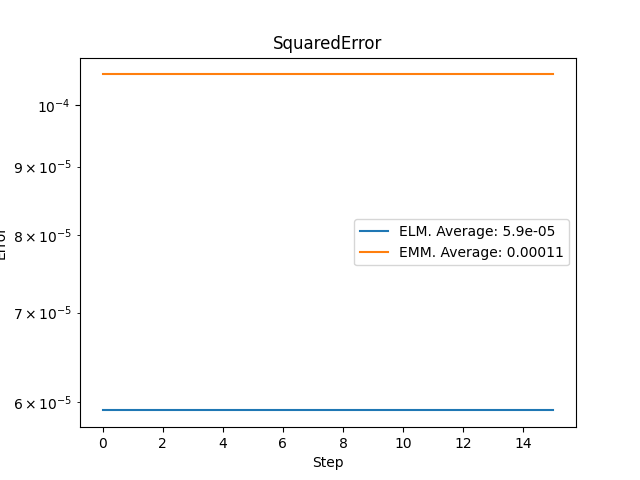 SquaredError
10⁻⁴
9 × 10⁻⁵
8 × 10⁻⁵
7 × 10⁻⁵
6 × 10⁻⁵
Error
ELM. Average: 5.9e-05
EMM. Average: 0.00011
0 2 4 6 8 10 12 14
Step